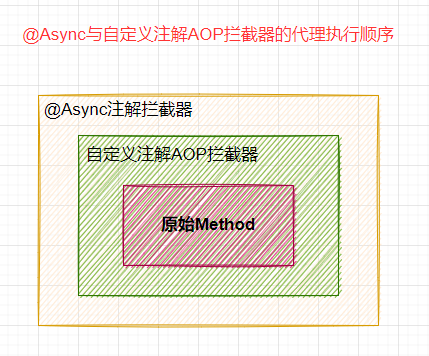 @Async与自定义注解AOP拦截器的代理执行顺序
@Async注解拦截器
自定义注解AOP拦截器
原始Method